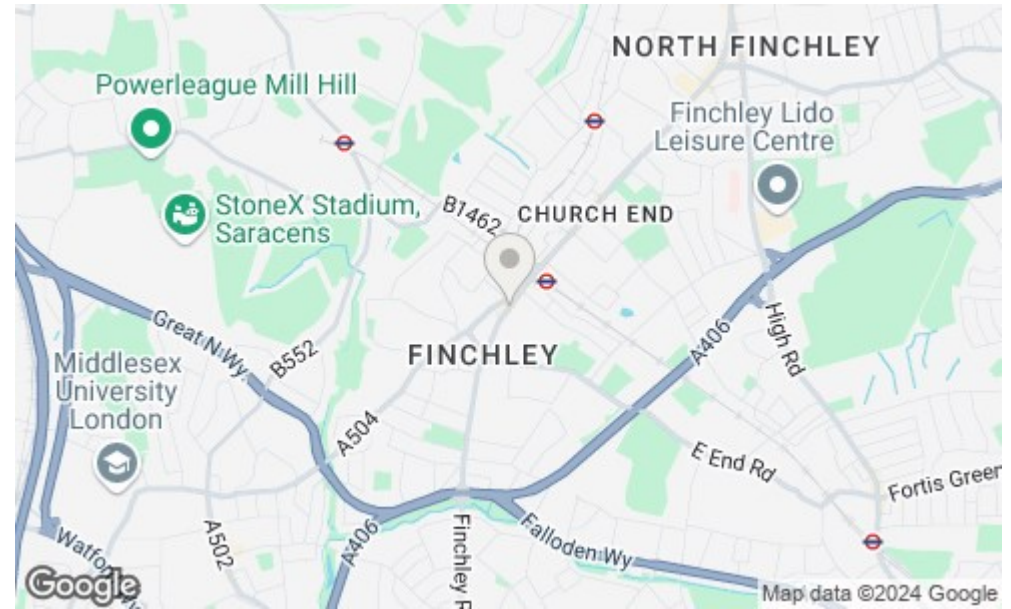 NORTH FINCHLEY
Powerleague Mill Hill
Finchley Lido
Leisure Centre
StoneX Stadium,
Saracens
B1462
CHURCH END
Great N Wy.
B552
FINCHLEY
A406
High Rd
Middlesex
University
London
A504
E End Rd
Fortis Green
A502
A406
Finchley R
Falloden Wy
Watfo
Google
Map data ©2024 Google